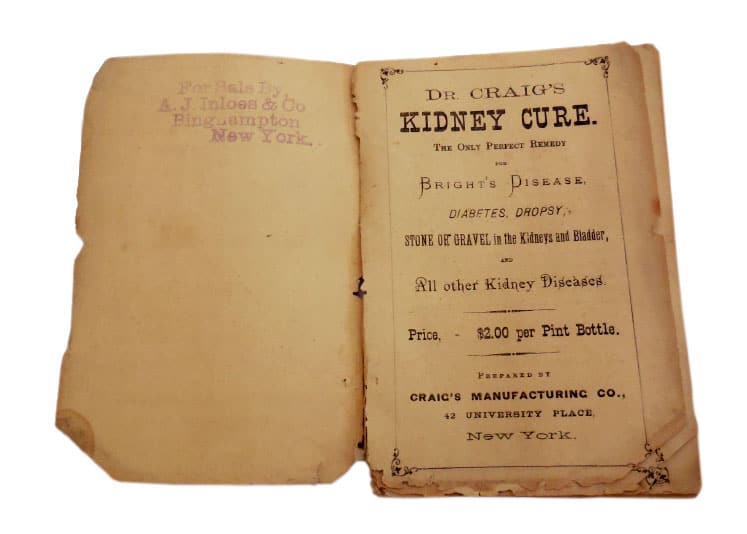 For Sale By,
A. J. Inloes & Co
Binghampton
New York.
DR. CRAIG'S
KIDNEY CURE.
THE ONLY PERFECT REMEDY
FOR
BRIGHT'S DISEASE,
DIABETES, DROPSY,
STONE OR GRAVEL in the Kidneys and Bladder,
AND
All other Kidney Diseases.
Price, - $2.00 per Pint Bottle.
PREPARED BY
CRAIG'S MANUFACTURING CO.,
42 UNIVERSITY PLACE,
NEW YORK.